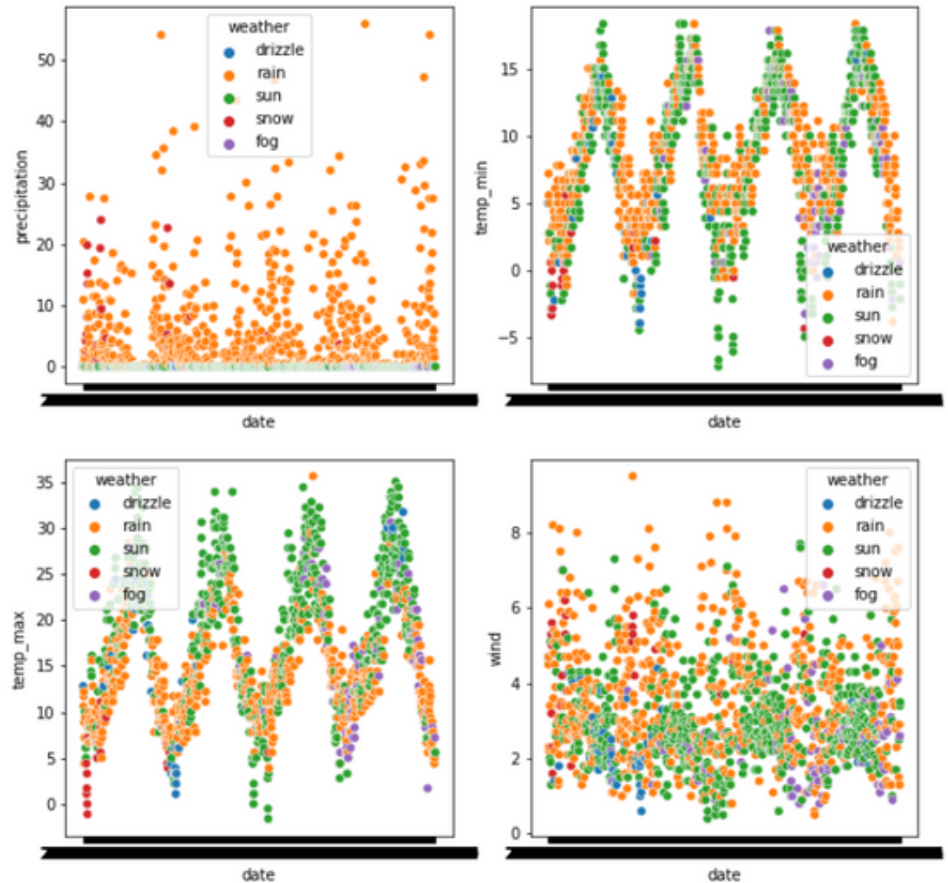 weather
drizzle
rain
sun
snow
fog
50
40
30
20
10
0
precipitation
date
weather
drizzle
rain
sun
snow
fog
15
10
5
0
−5
temp_min
date
weather
drizzle
rain
sun
snow
fog
35
30
25
20
15
10
5
0
temp_max
date
weather
drizzle
rain
sun
snow
fog
8
6
4
2
0
wind
date